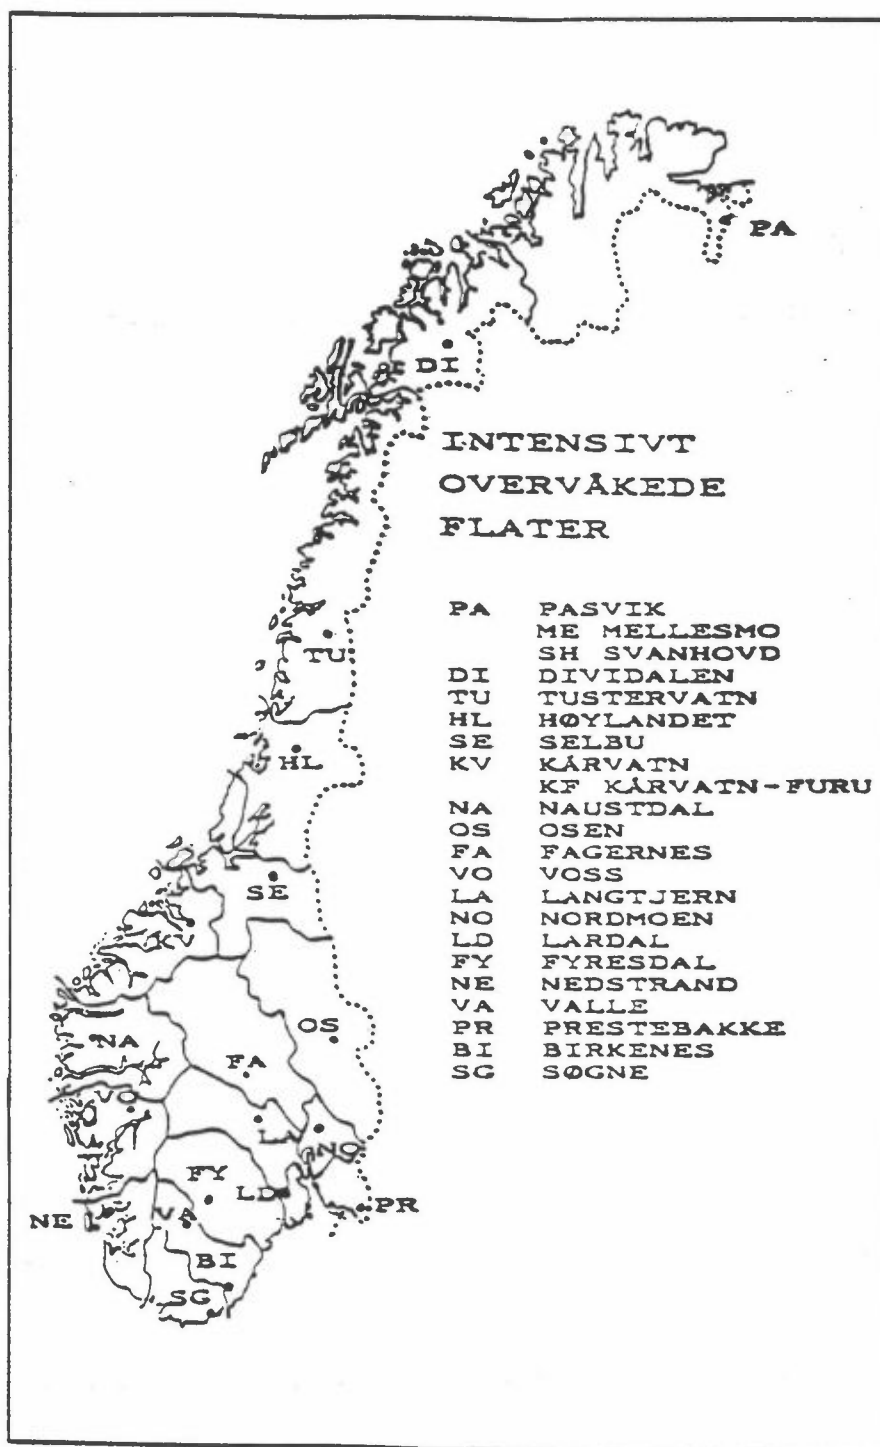 PA
DI
INTENSIVT
OVERVÅKEDE
FLATER
PA PASVIK
ME MELLESMO
SH SVANHOVD
DI DIVIDALEN
TU TUSTERVATN
HL HØYLANDET
SE SELBU
KV KÅRVATN
KF KÅRVATN-FURU
NA NAUSTDAL
OS OSEN
FA FAGERNES
VO VOSS
LA LANGTJERN
NO NORDMOEN
LD LARDAL
FY FYRESDAL
NE NEDSTRAND
VA VALLE
PR PRESTEBAKKE
BI BIRKENES
SG SØGNE
TU
HL
SE
KV
OS
NA
FA
VO
LA
NO
FY
LD
PR
NE
VA
BI
SG